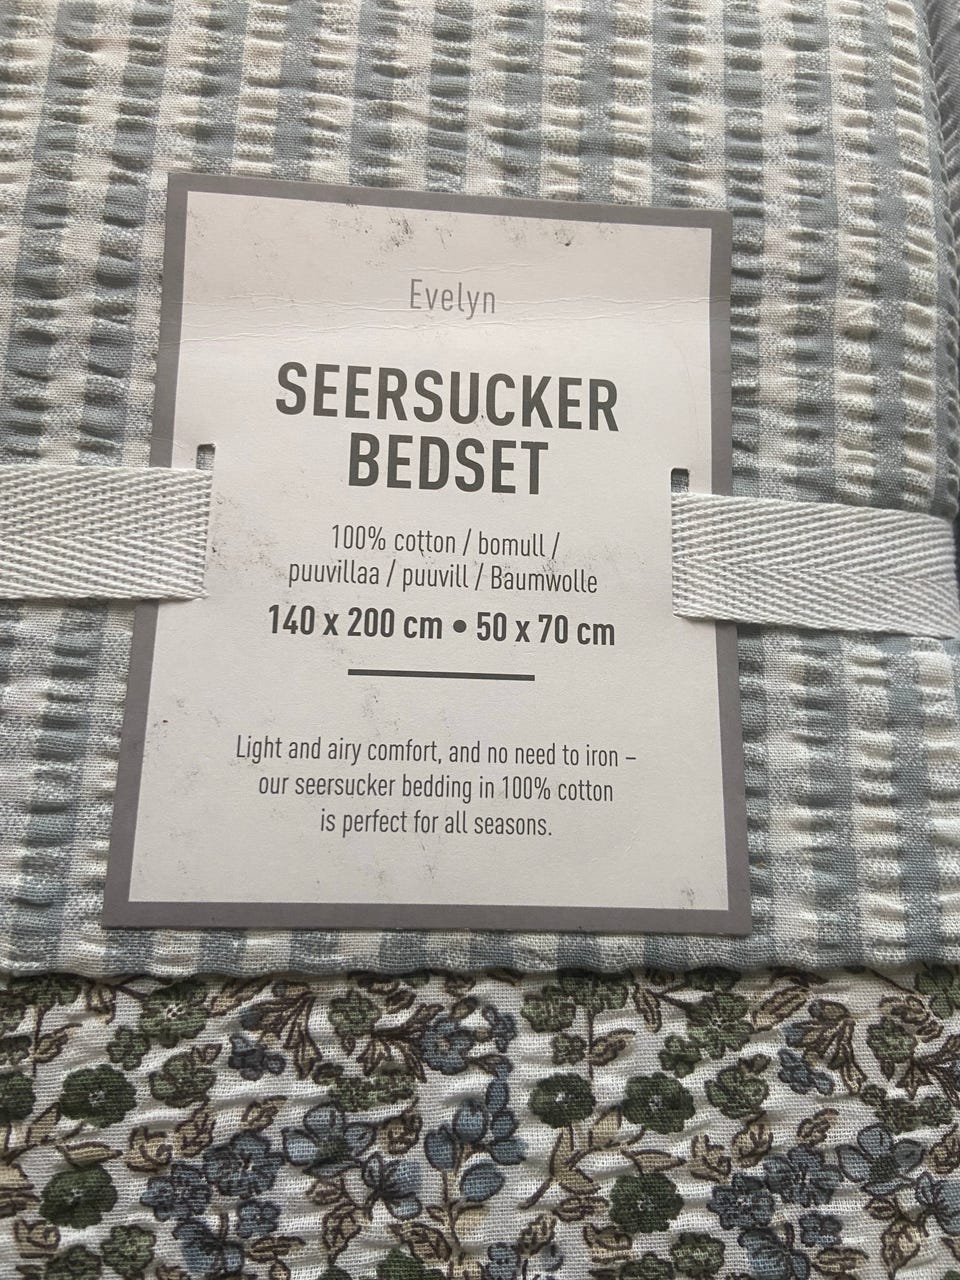 Evelyn
SEERSUCKER
BEDSET
100% cotton / bomull /
puuvillaa / puuvill / Baumwolle
140 x 200 cm • 50 x 70 cm
Light and airy comfort, and no need to iron –
our seersucker bedding in 100% cotton
is perfect for all seasons.